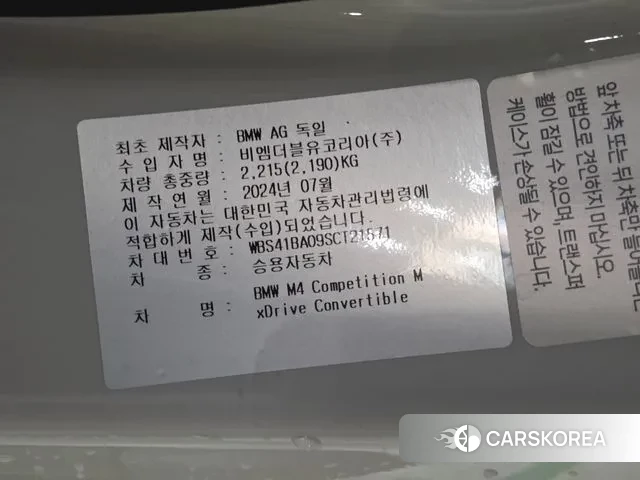 최초 제작자 : BMW AG 독일
수 입 자 명 : 비엠더블유코리아(주)
차량 총중량 : 2,215(2,190)KG
제 작 연 월 : 2024년 07월
이 자동차는 대한민국 자동차관리법령에
적합하게 제작(수입)되었습니다.
차 대 번 호 : WBS41BA09SCT21571
차 종 : 승용자동차
차 명 : BMW M4 Competition M
xDrive Convertible
앞 차축 또는 뒤 차축만
방법으로 견인하지 마십시오
휠이 잠길 수 있으며, 트랜스퍼
케이스가 손상될 수 있습니다.
CARSKOREA